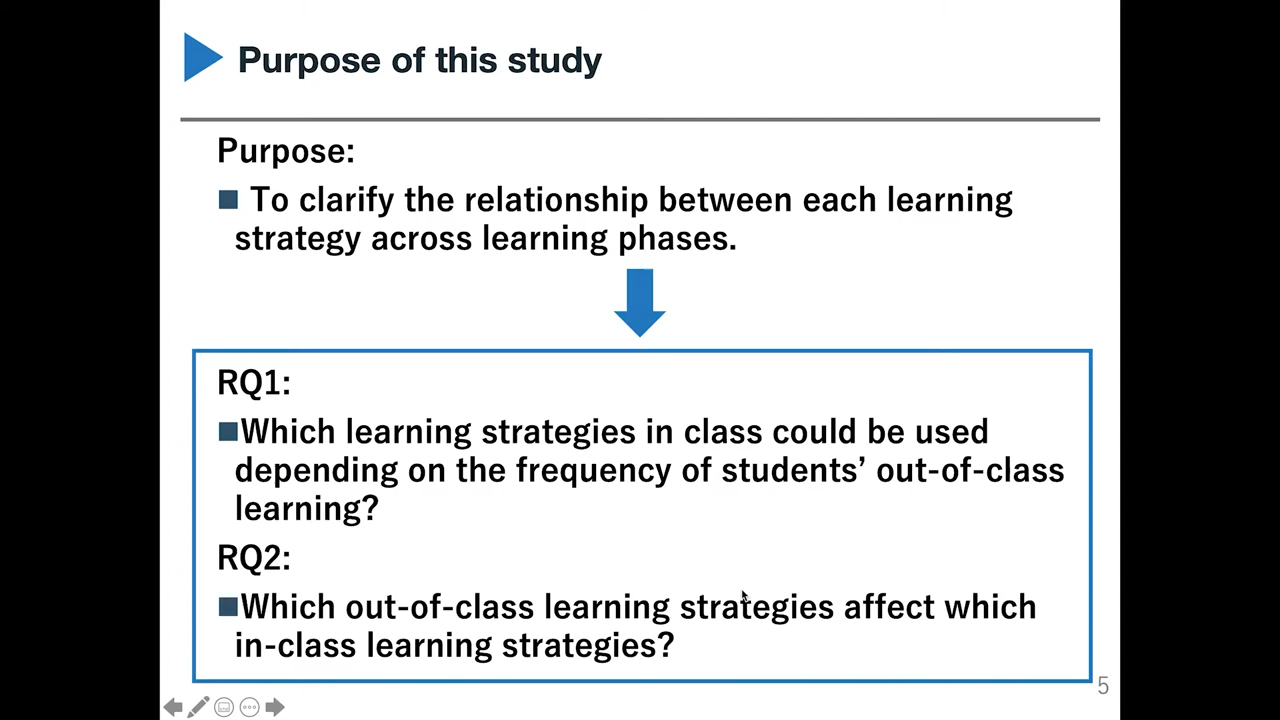 Purpose of this study
Purpose:
To clarify the relationship between each learning
strategy across learning phases.
RQ1:
Which learning strategies in class could be used
depending on the frequency of students’ out-of-class
learning?
RQ2:
Which out-of-class learning strategies affect which
in-class learning strategies?
5